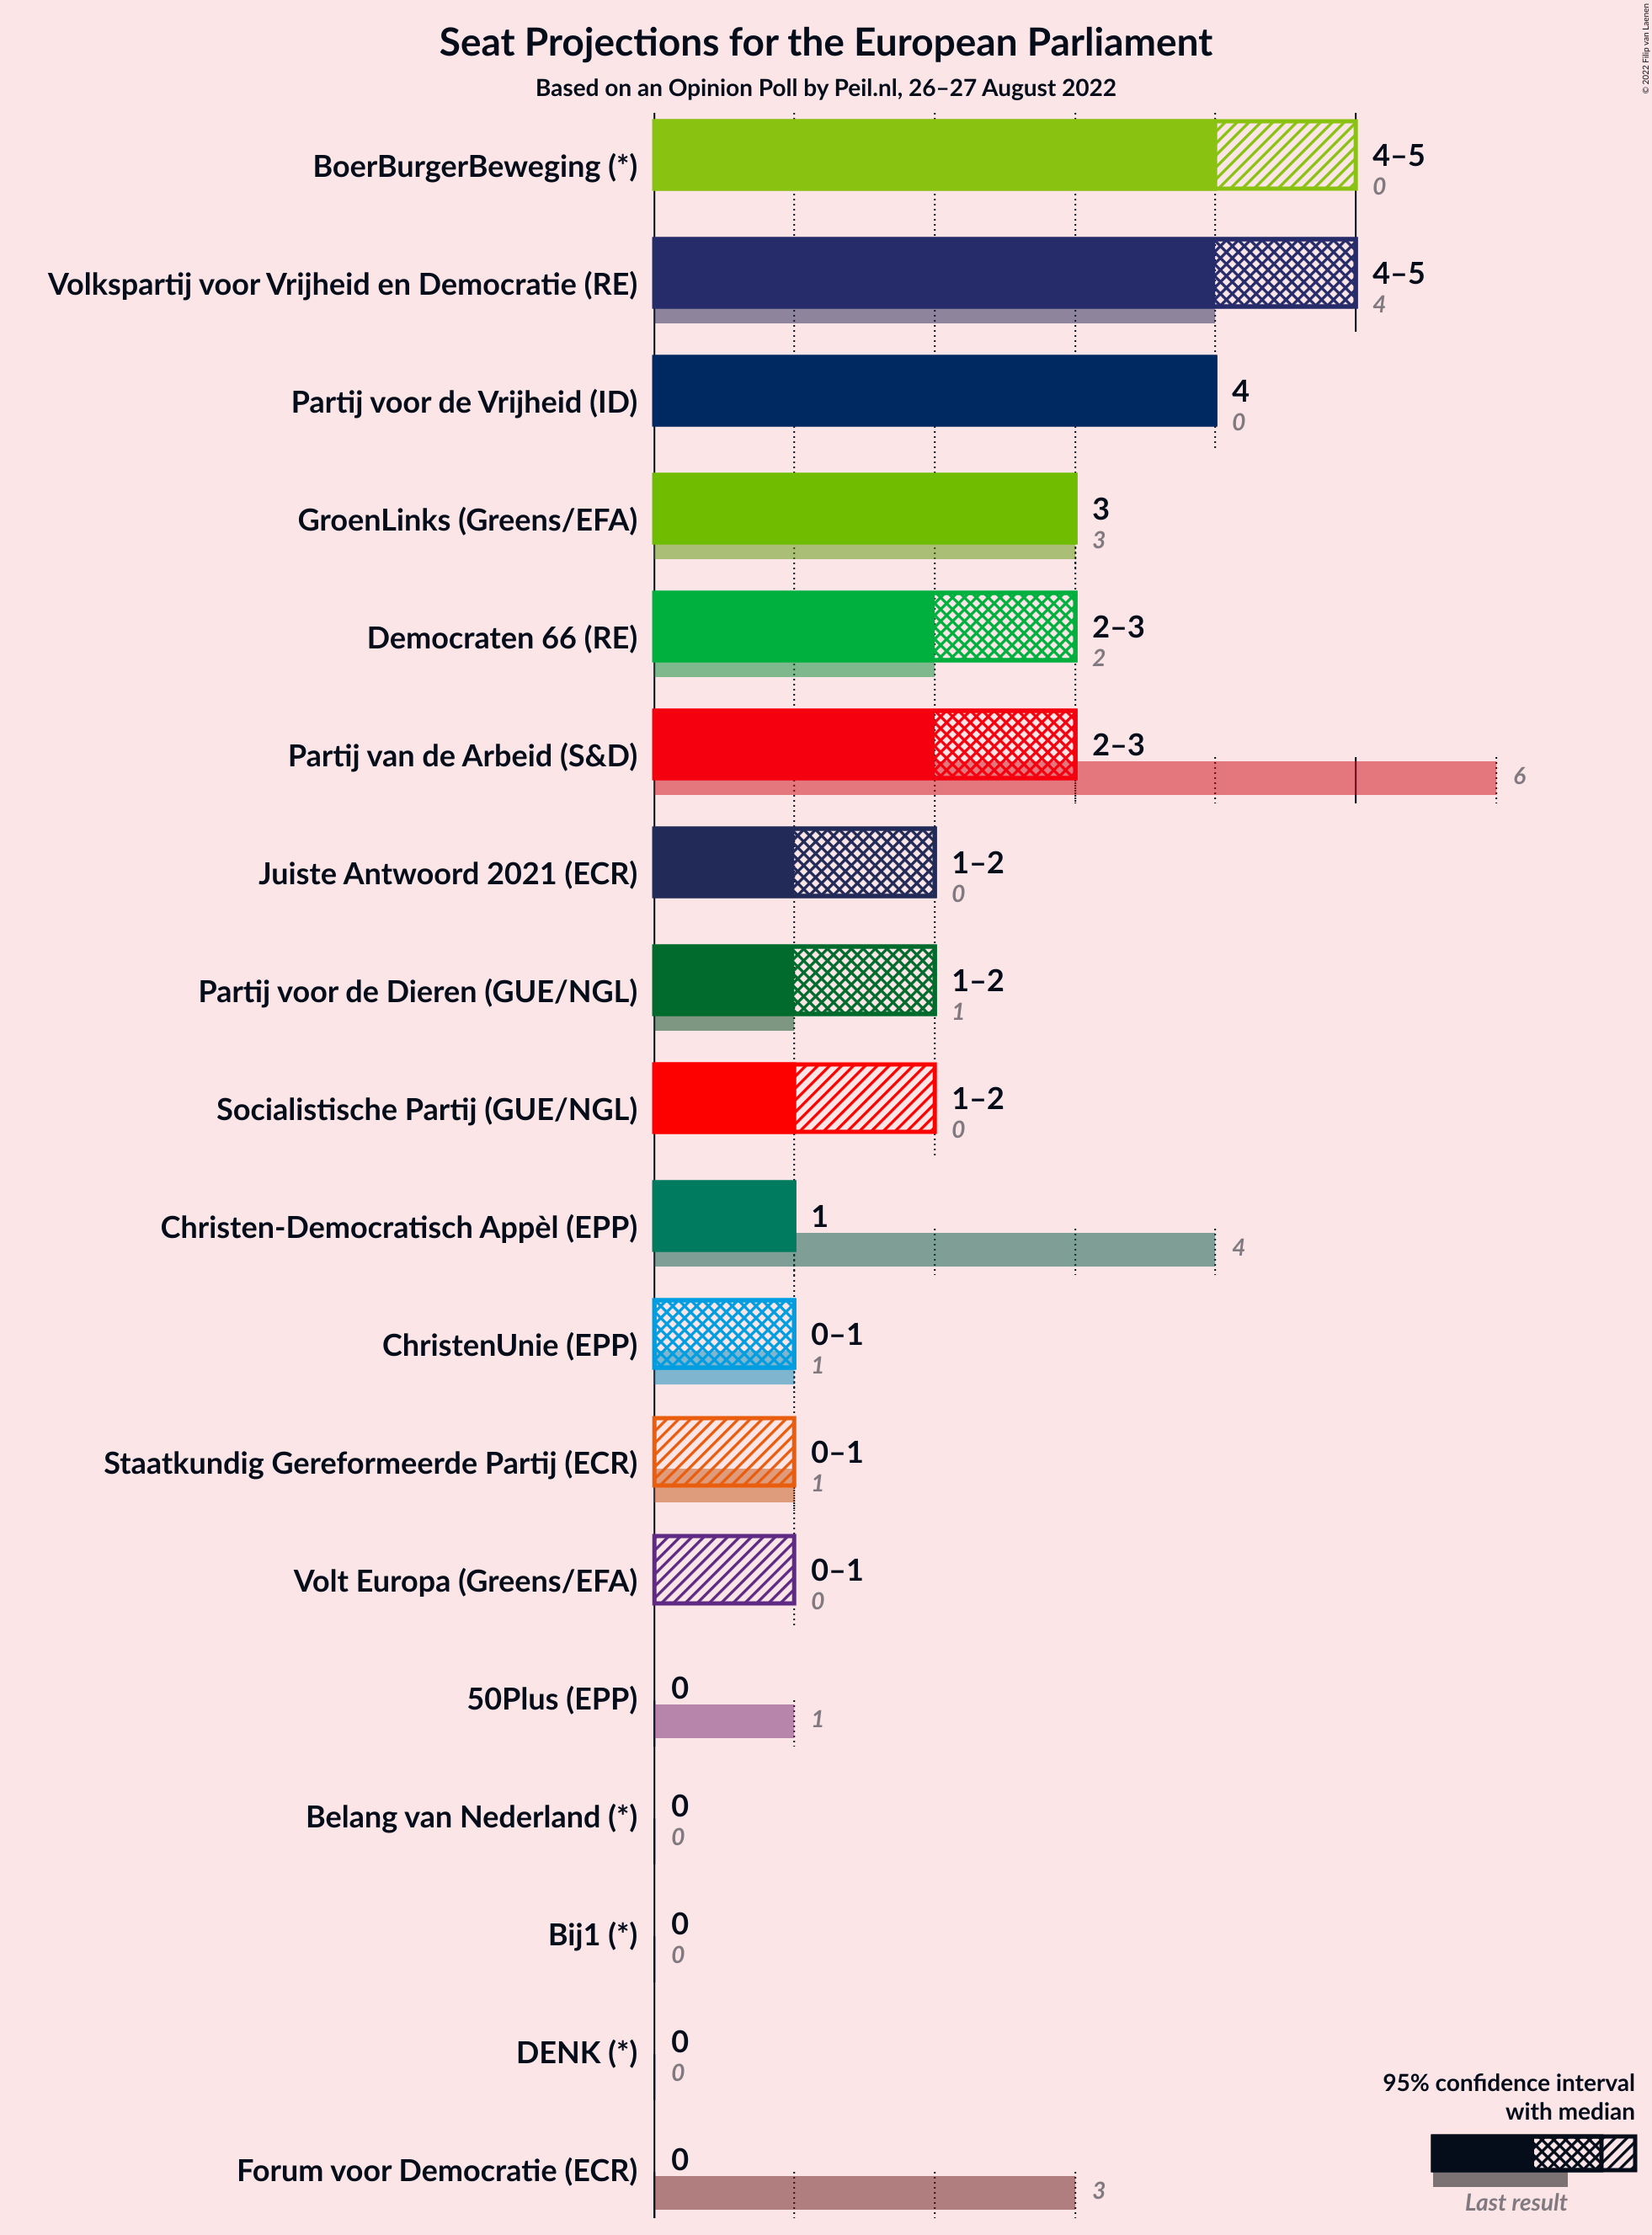 Seat Projections for the European Parliament
Based on an Opinion Poll by Peil.nl, 26–27 August 2022
© 2022 Filip van Laenen
BoerBurgerBeweging (*)
4–5
0
Volkspartij voor Vrijheid en Democratie (RE)
4–5
4
Partij voor de Vrijheid (ID)
4
0
GroenLinks (Greens/EFA)
3
3
Democraten 66 (RE)
2–3
2
Partij van de Arbeid (S&D)
2–3
6
Juiste Antwoord 2021 (ECR)
1–2
0
Partij voor de Dieren (GUE/NGL)
1–2
1
Socialistische Partij (GUE/NGL)
1–2
0
Christen-Democratisch Appèl (EPP)
1
4
ChristenUnie (EPP)
0–1
1
Staatkundig Gereformeerde Partij (ECR)
0–1
1
Volt Europa (Greens/EFA)
0–1
0
50Plus (EPP)
0
1
Belang van Nederland (*)
0
0
Bij1 (*)
0
0
DENK (*)
0
0
Forum voor Democratie (ECR)
0
3
95% confidence interval
with median
Last result